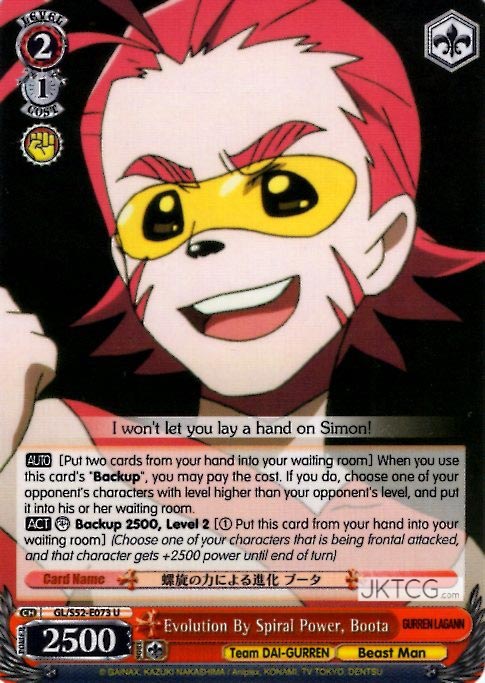 LEVEL
2
1
COST
I won't let you lay a hand on Simon!
AUTO [Put two cards from your hand into your waiting room] When you use
this card's "Backup", you may pay the cost. If you do, choose one of your
opponent's characters with level higher than your opponent's level, and put
it into his or her waiting room.
ACT Backup 2500, Level 2 [① Put this card from your hand into your
waiting room] (Choose one of your characters that is being frontal attacked,
and that character gets +2500 power until end of turn)
Card Name 螺旋の力による進化 ブータ
JKTCG.com
CH GL/S52-E073 U
POWER 2500 SOUL
Evolution By Spiral Power, Boota GURREN LAGANN
Team DAI-GURREN Beast Man
© GAINAX, KAZUKI NAKASHIMA / Aniplex, KONAMI, TV TOKYO, DENTSU